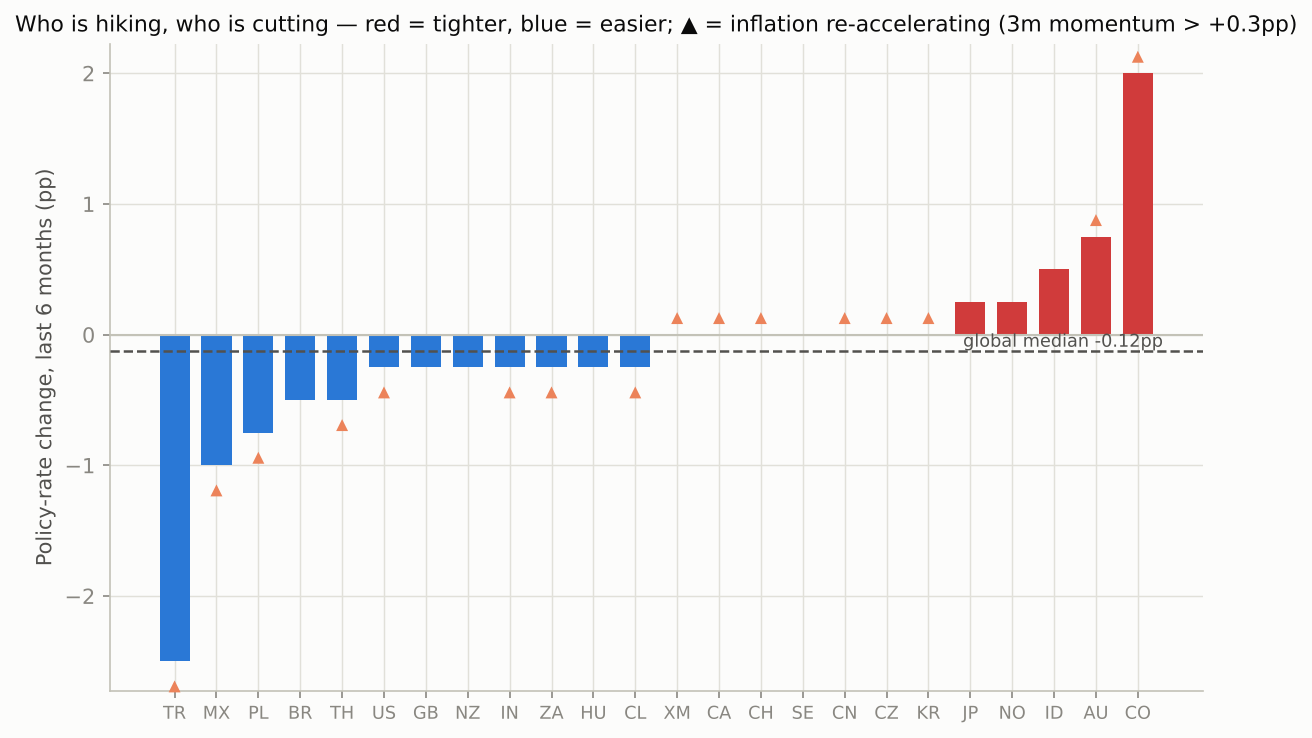 Who is hiking, who is cutting — red = tighter, blue = easier; ▲ = inflation re-accelerating (3m momentum > +0.3pp)
Policy-rate change, last 6 months (pp)
2
1
0
−1
−2
global median -0.12pp
TR MX PL BR TH US GB NZ IN ZA HU CL XM CA CH SE CN CZ KR JP NO ID AU CO